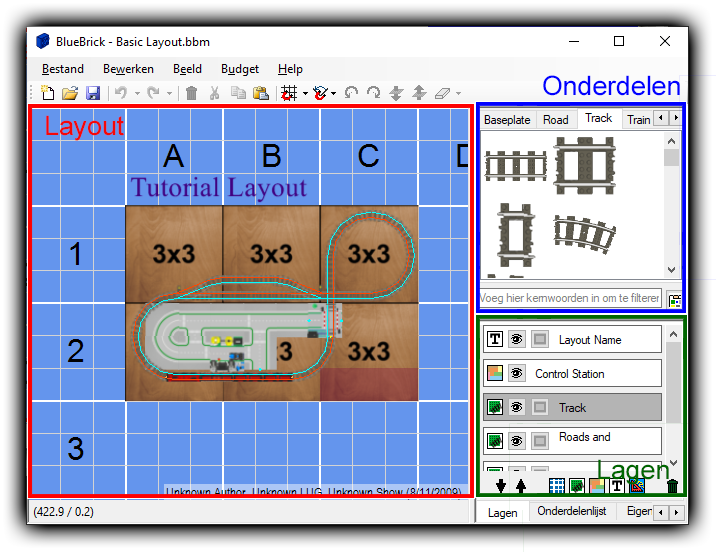 BlueBrick - Basic Layout.bbm
Bestand Bewerken Beeld Budget Help
Onderdelen
Layout
A B C D
Tutorial Layout
1 3x3 3x3 3x3
2 3x3 3x3
3
Unknown Author, Unknown LUG, Unknown Show (8/11/2009)
Baseplate Road Track Train
Voeg hier kernwoorden in om te filteren
T Layout Name
Control Station
Track
Roads and
Lagen
T
(422.9 / 0.2)
Lagen Onderdelenlijst Eigen